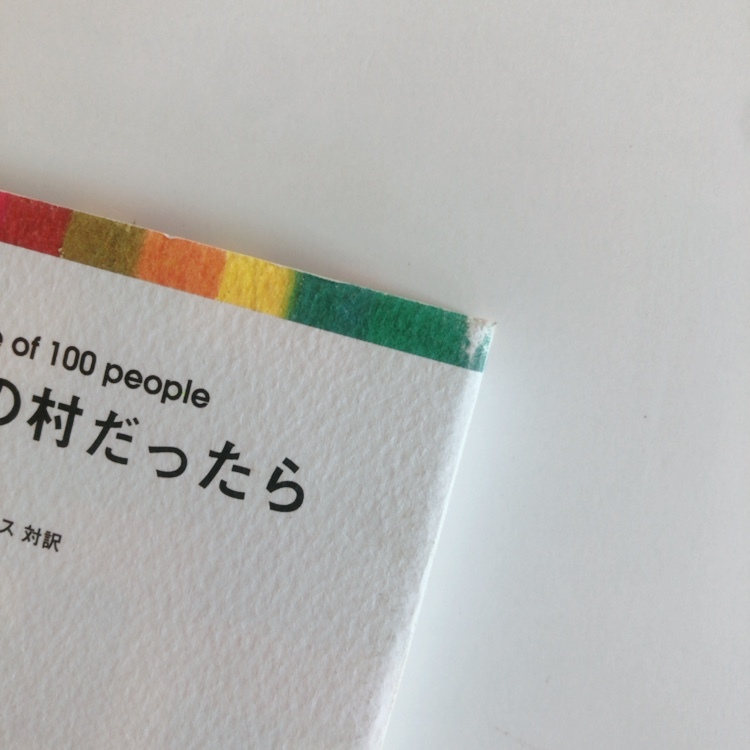 of 100 people
の村だったら
ス 対訳